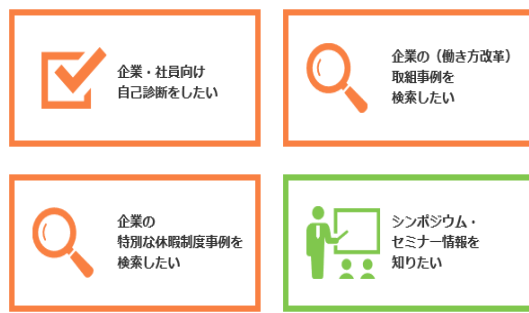 企業・社員向け
自己診断をしたい
企業の（働き方改革）
取組事例を
検索したい
企業の
特別な休暇制度事例を
検索したい
シンポジウム・
セミナー情報を
知りたい